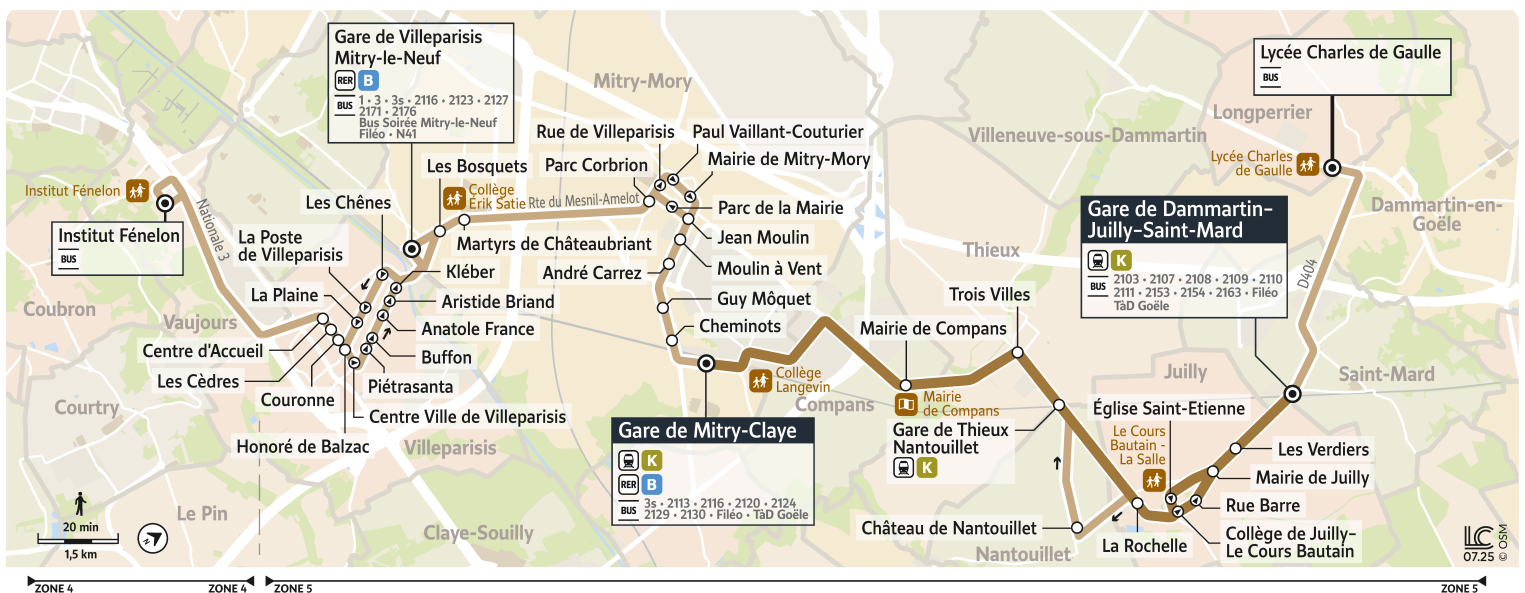 Gare de Villeparisis
Mitry-le-Neuf
RER B
BUS
1 • 3 • 3s • 2116 • 2123 • 2127
2171 • 2176
Bus Soirée Mitry-le-Neuf
Filéo • N41
Lycée Charles de Gaulle
BUS
Mitry-Mory
Longperrier
Villeneuve-sous-Dammartin
Rue de Villeparisis
Paul Vaillant-Couturier
Parc Corbrion
Mairie de Mitry-Mory
Les Bosquets
Lycée Charles
de Gaulle
Institut Fénelon
Collège
Erik Satie
Rte du Mesnil-Amelot
Les Chênes
Parc de la Mairie
Gare de Dammartin–
Juilly–Saint-Mard
K
BUS
2103 • 2107 • 2108 • 2109 • 2110
2111 • 2153 • 2154 • 2163 • Filéo
TàD Goële
Dammartin-en-
Goële
Institut Fénelon
BUS
Nationale 3
La Poste
de Villeparisis
Martyrs de Châteaubriant
Jean Moulin
Thieux
Kléber
André Carrez
Moulin à Vent
D404
La Plaine
Aristide Briand
Guy Môquet
Trois Villes
Coubron
Vaujours
Anatole France
Cheminots
Mairie de Compans
Centre d'Accueil
Buffon
Les Cèdres
Piétrasanta
Collège
Langevin
Juilly
Saint-Mard
Couronne
Compans
Mairie
de Compans
Courtry
Centre Ville de Villeparisis
Église Saint-Etienne
Honoré de Balzac
Villeparisis
Gare de Mitry-Claye
K
RER B
BUS
3s • 2113 • 2116 • 2120 • 2124
2129 • 2130 • Filéo • TàD Goële
Gare de Thieux
Nantouillet
K
Le Cours
Bautain -
La Salle
Les Verdiers
Mairie de Juilly
Rue Barre
Le Pin
Claye-Souilly
Château de Nantouillet
Nantouillet
La Rochelle
Collège de Juilly–
Le Cours Bautain
20 min
1,5 km
N
LC
07.25 © OSM
ZONE 4
ZONE 4
ZONE 5
ZONE 5